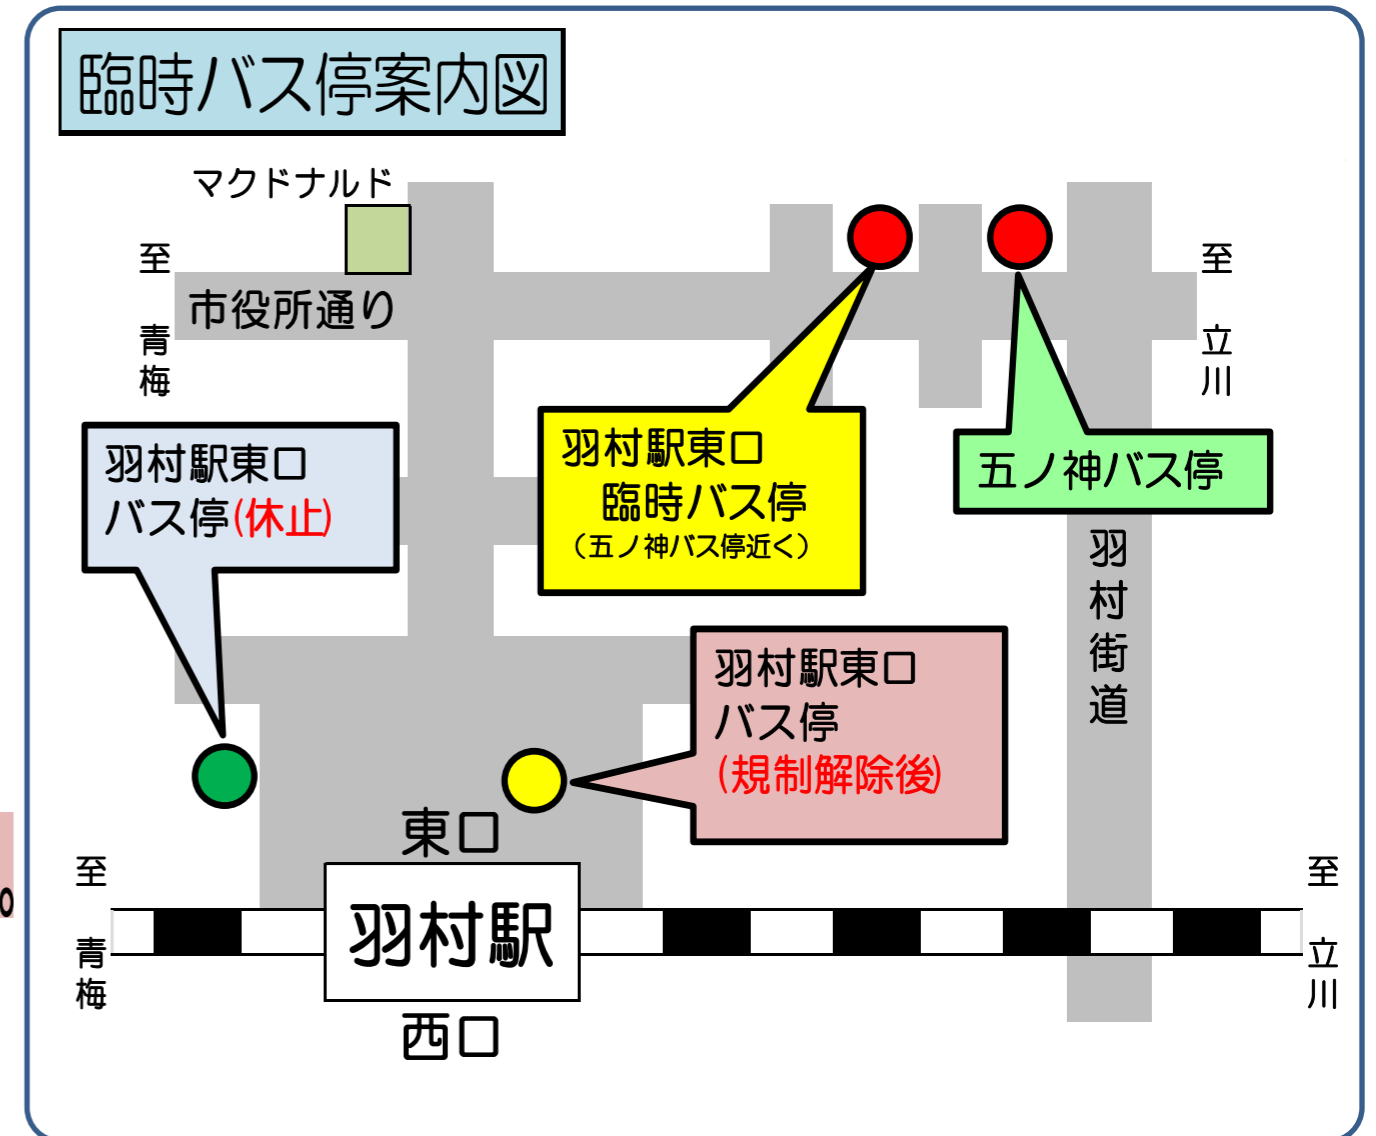 臨時バス停案内図
マクドナルド
至 青梅
市役所通り
至 立川
羽村駅東口
バス停(休止)
羽村駅東口
臨時バス停
（五ノ神バス停近く）
五ノ神バス停
羽村街道
羽村駅東口
バス停
(規制解除後)
東口
至 青梅
羽村駅
至 立川
西口